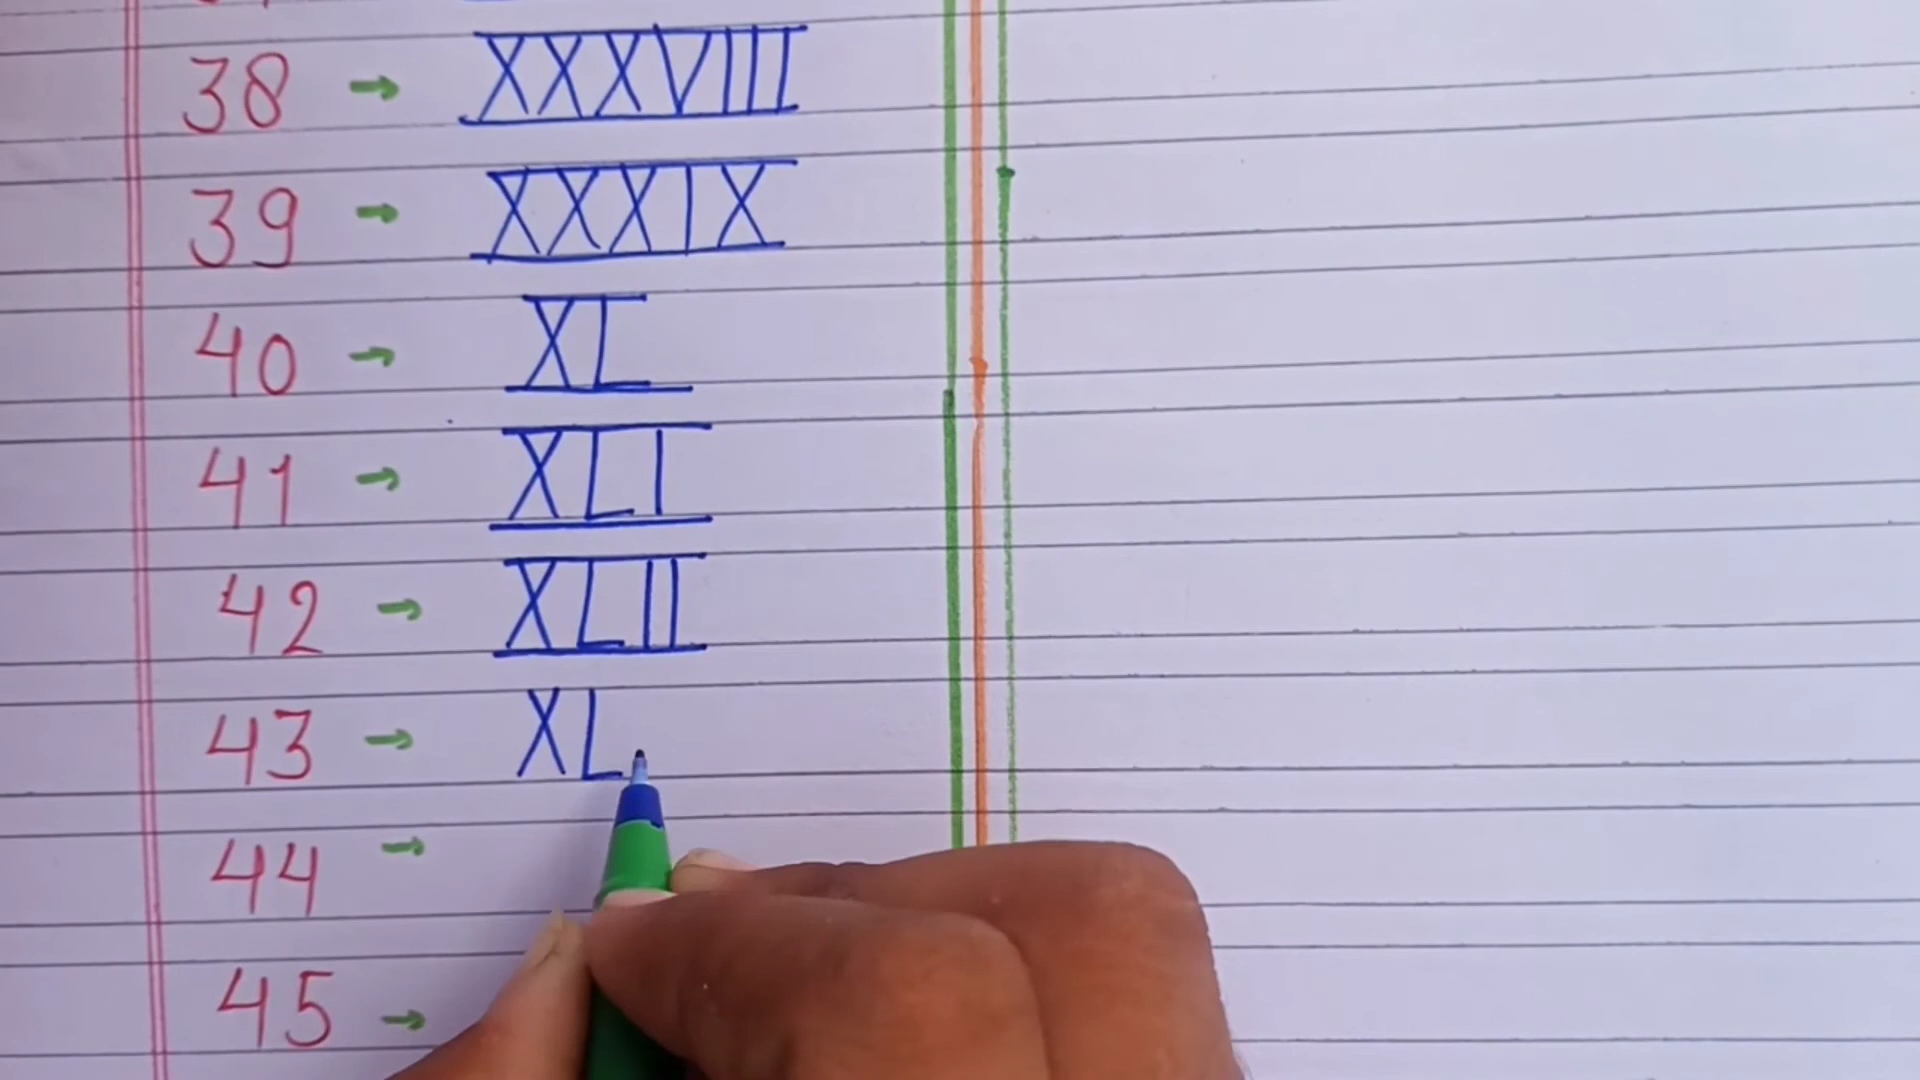 38 → XXXVIII
39 → XXXIX
40 → XL
41 → XLI
42 → XLII
43 → XL
44 →
45 →